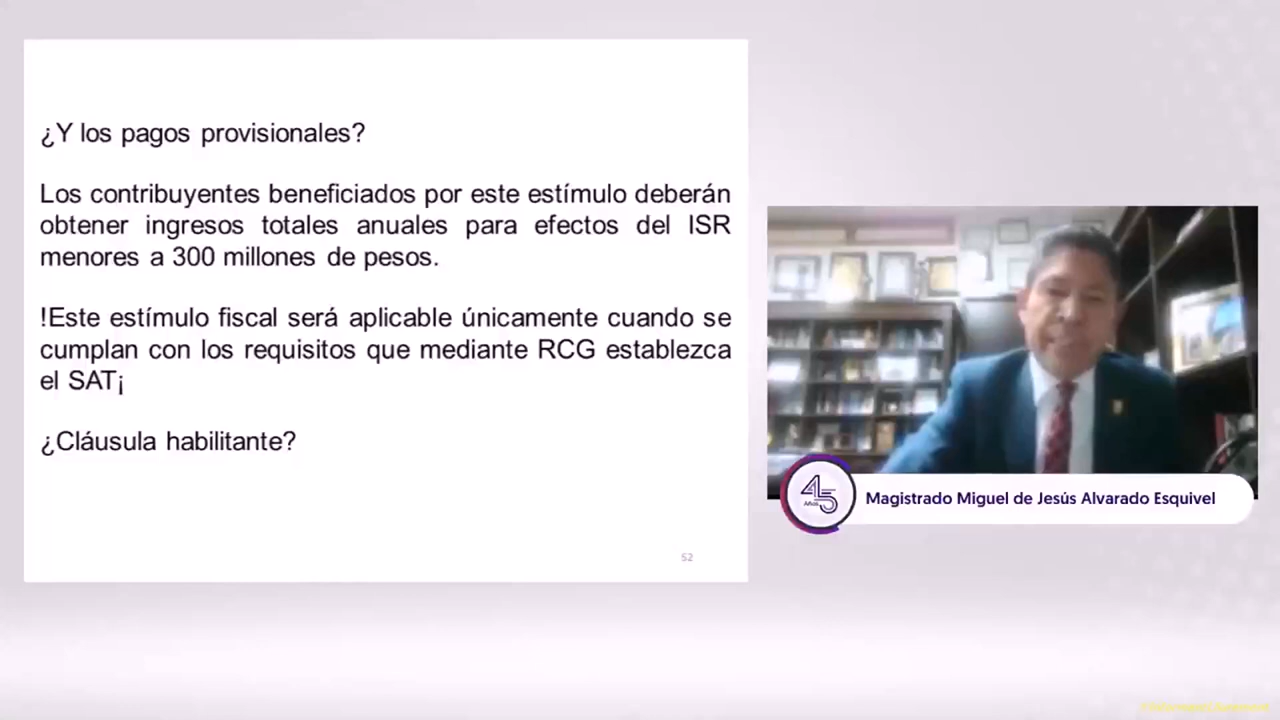 ¿Y los pagos provisionales?
Los contribuyentes beneficiados por este estímulo deberán
obtener ingresos totales anuales para efectos del ISR
menores a 300 millones de pesos.
!Este estímulo fiscal será aplicable únicamente cuando se
cumplan con los requisitos que mediante RCG establezca
el SAT¡
¿Cláusula habilitante?
52
45
Años
Magistrado Miguel de Jesús Alvarado Esquivel